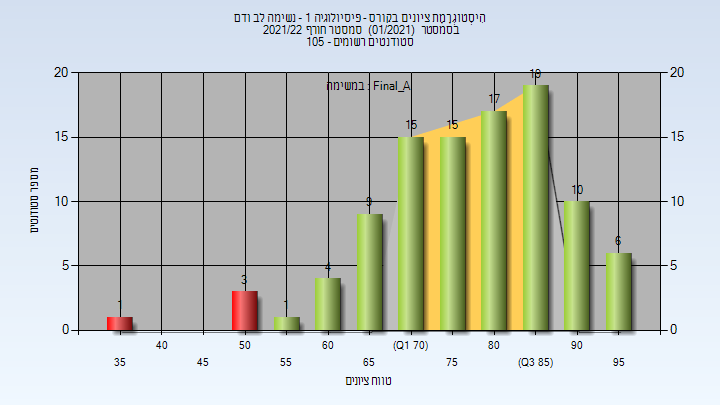 היסטוגרמת ציונים בקורס - פיסיולוגיה 1 - נשימה לב ודם
בסמסטר (01/2021) סמסטר חורף 2021/22
סטודנטים רשומים - 105
במשימה : Final_A
20 20
15 15
10 10
5 5
0 0
מספר סטודנטים
1 3 1 4 9 15 15 17 19 10 6
40 50 60 (Q1 70) 80 90
35 45 55 65 75 (Q3 85) 95
טווח ציונים